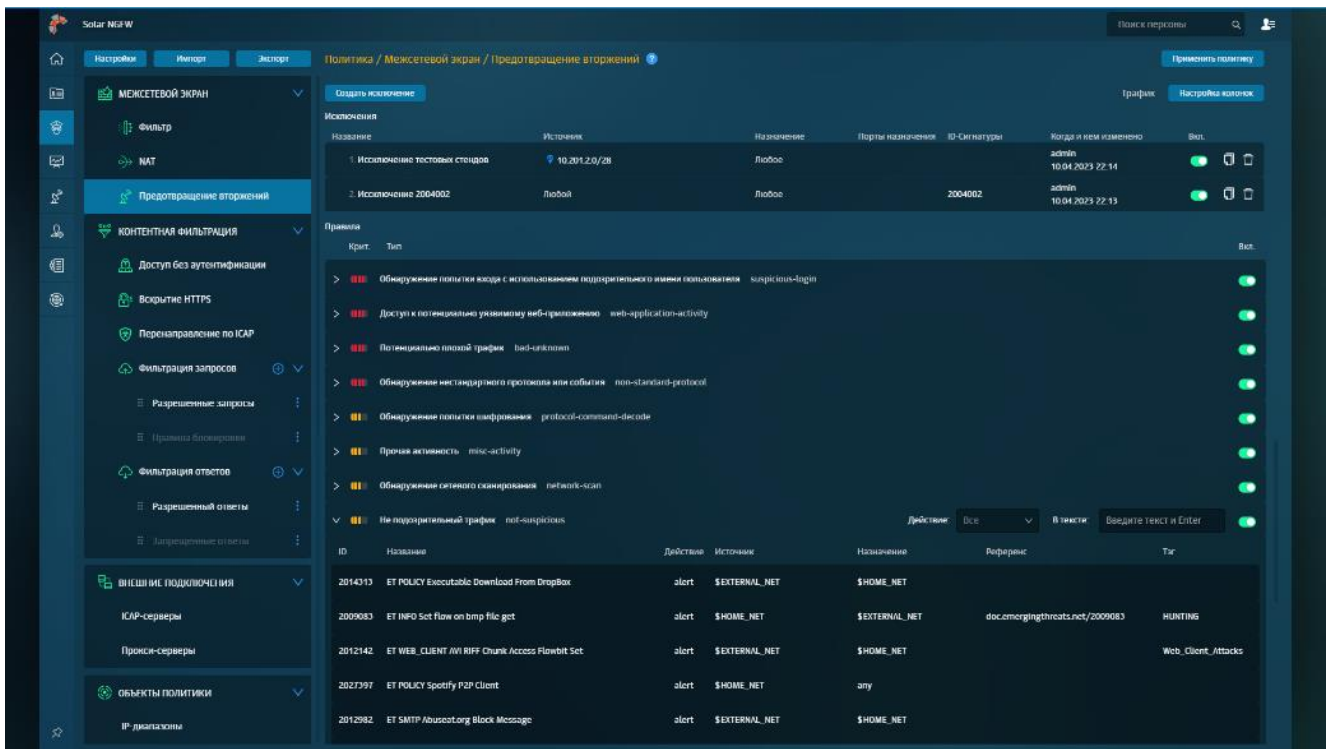 Solar NGFW
Поиск персоны
Настройки Импорт Экспорт
Политика / Межсетевой экран / Предотвращение вторжений ?
Применить политику
МЕЖСЕТЕВОЙ ЭКРАН
Фильтр
NAT
Предотвращение вторжений
КОНТЕНТНАЯ ФИЛЬТРАЦИЯ
Доступ без аутентификации
Вскрытие HTTPS
Перенаправление по ICAP
Фильтрация запросов
Разрешенные запросы
Правила блокировки
Фильтрация ответов
Разрешенный ответы
Запрещенные ответы
ВНЕШНИЕ ПОДКЛЮЧЕНИЯ
ICAP-серверы
Прокси-серверы
ОБЪЕКТЫ ПОЛИТИКИ
IP-диапазоны
Создать исключение
Трафик Настройка колонок
Исключения
Название Источник Назначение Порты назначения ID-Сигнатуры Когда и кем изменено Вкл.
1. Исключение тестовых стендов 10.201.2.0/28 Любое admin
10.04.2023 22:14
2. Исключение 2004002 Любой Любое 2004002 admin
10.04.2023 22:13
Правила
Крит. Тип Вкл.
Обнаружение попытки входа с использованием подозрительного имени пользователя suspicious-login
Доступ к потенциально уязвимому веб-приложению web-application-activity
Потенциально плохой трафик bad-unknown
Обнаружение нестандартного протокола или события non-standard-protocol
Обнаружение попытки шифрования protocol-command-decode
Прочая активность misc-activity
Обнаружение сетевого сканирования network-scan
Не подозрительный трафик not-suspicious Действие: Все В тексте: Введите текст и Enter
ID Название Действие Источник Назначение Референс Тэг
2014313 ET POLICY Executable Download From DropBox alert $EXTERNAL_NET $HOME_NET
2009083 ET INFO Set flow on bmp file get alert $HOME_NET $EXTERNAL_NET doc.emergingthreats.net/2009083 HUNTING
2012142 ET WEB_CLIENT AVI RIFF Chunk Access Flowbit Set alert $EXTERNAL_NET $HOME_NET Web_Client_Attacks
2027397 ET POLICY Spotify P2P Client alert $HOME_NET any
2012982 ET SMTP Abuseat.org Block Message alert $EXTERNAL_NET $HOME_NET